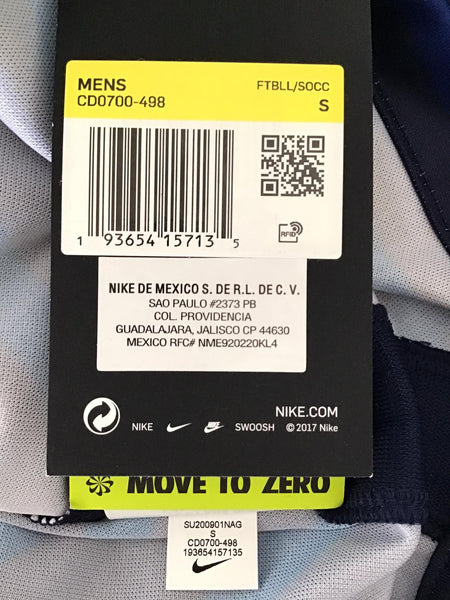 MENS FTBLL/SOCC
CD0700-498 S
1 93654 15713 5
RFID
NIKE DE MEXICO S. DE R.L. DE C. V.
SAO PAULO #2373 PB
COL. PROVIDENCIA
GUADALAJARA, JALISCO CP 44630
MEXICO RFC# NME920220KL4
NIKE.COM
NIKE SWOOSH © 2017 Nike
MOVE TO ZERO
SU200901NAG
S
CD0700-498
193654157135